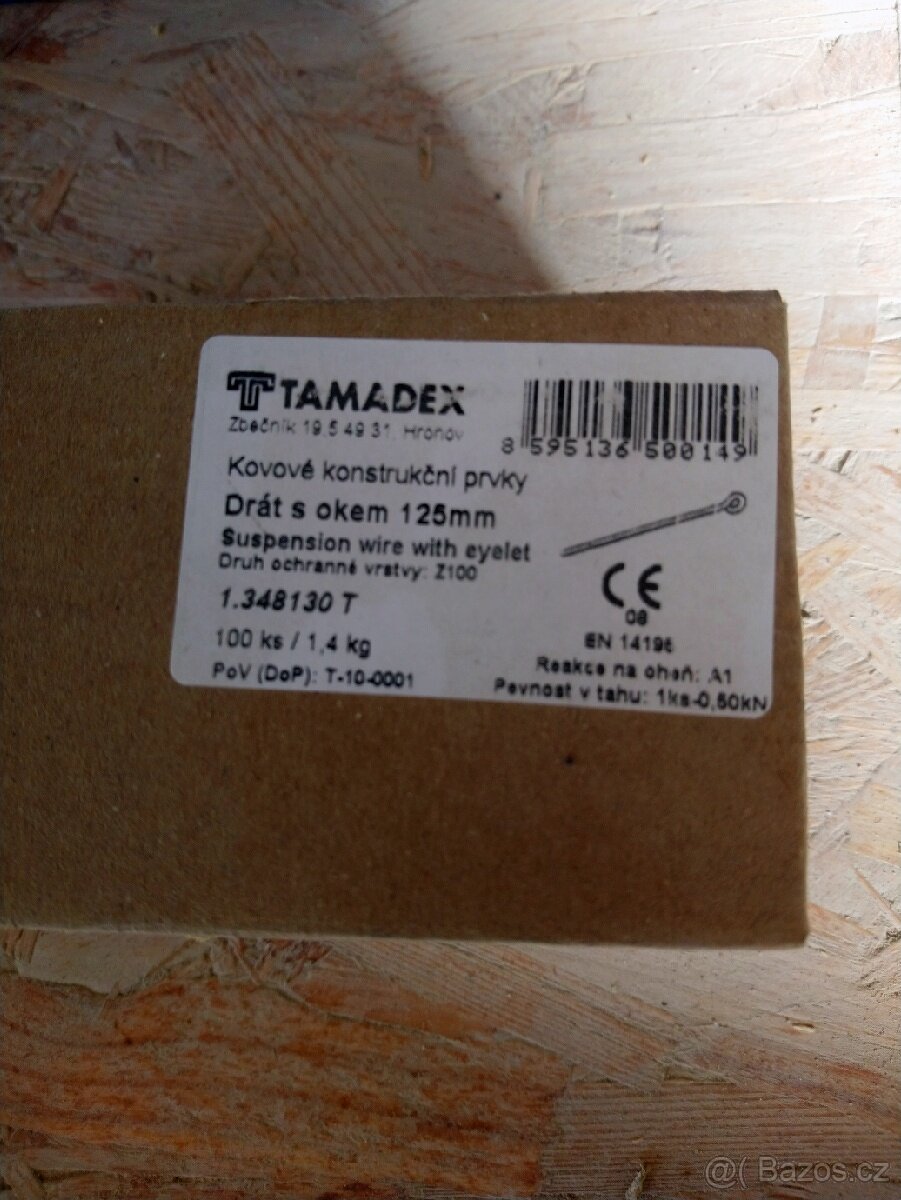 TAMADEX
Zbečník 19,5 49 31, Hronov
8 595136 500149
Kovové konstrukční prvky
Drát s okem 125mm
Suspension wire with eyelet
Druh ochranné vrstvy: Z100
1.348130 T
100 ks / 1,4 kg
PoV (DoP): T-10-0001
CE
08
EN 14195
Reakce na oheň: A1
Pevnost v tahu: 1ks-0,50kN
@( Bazos.cz